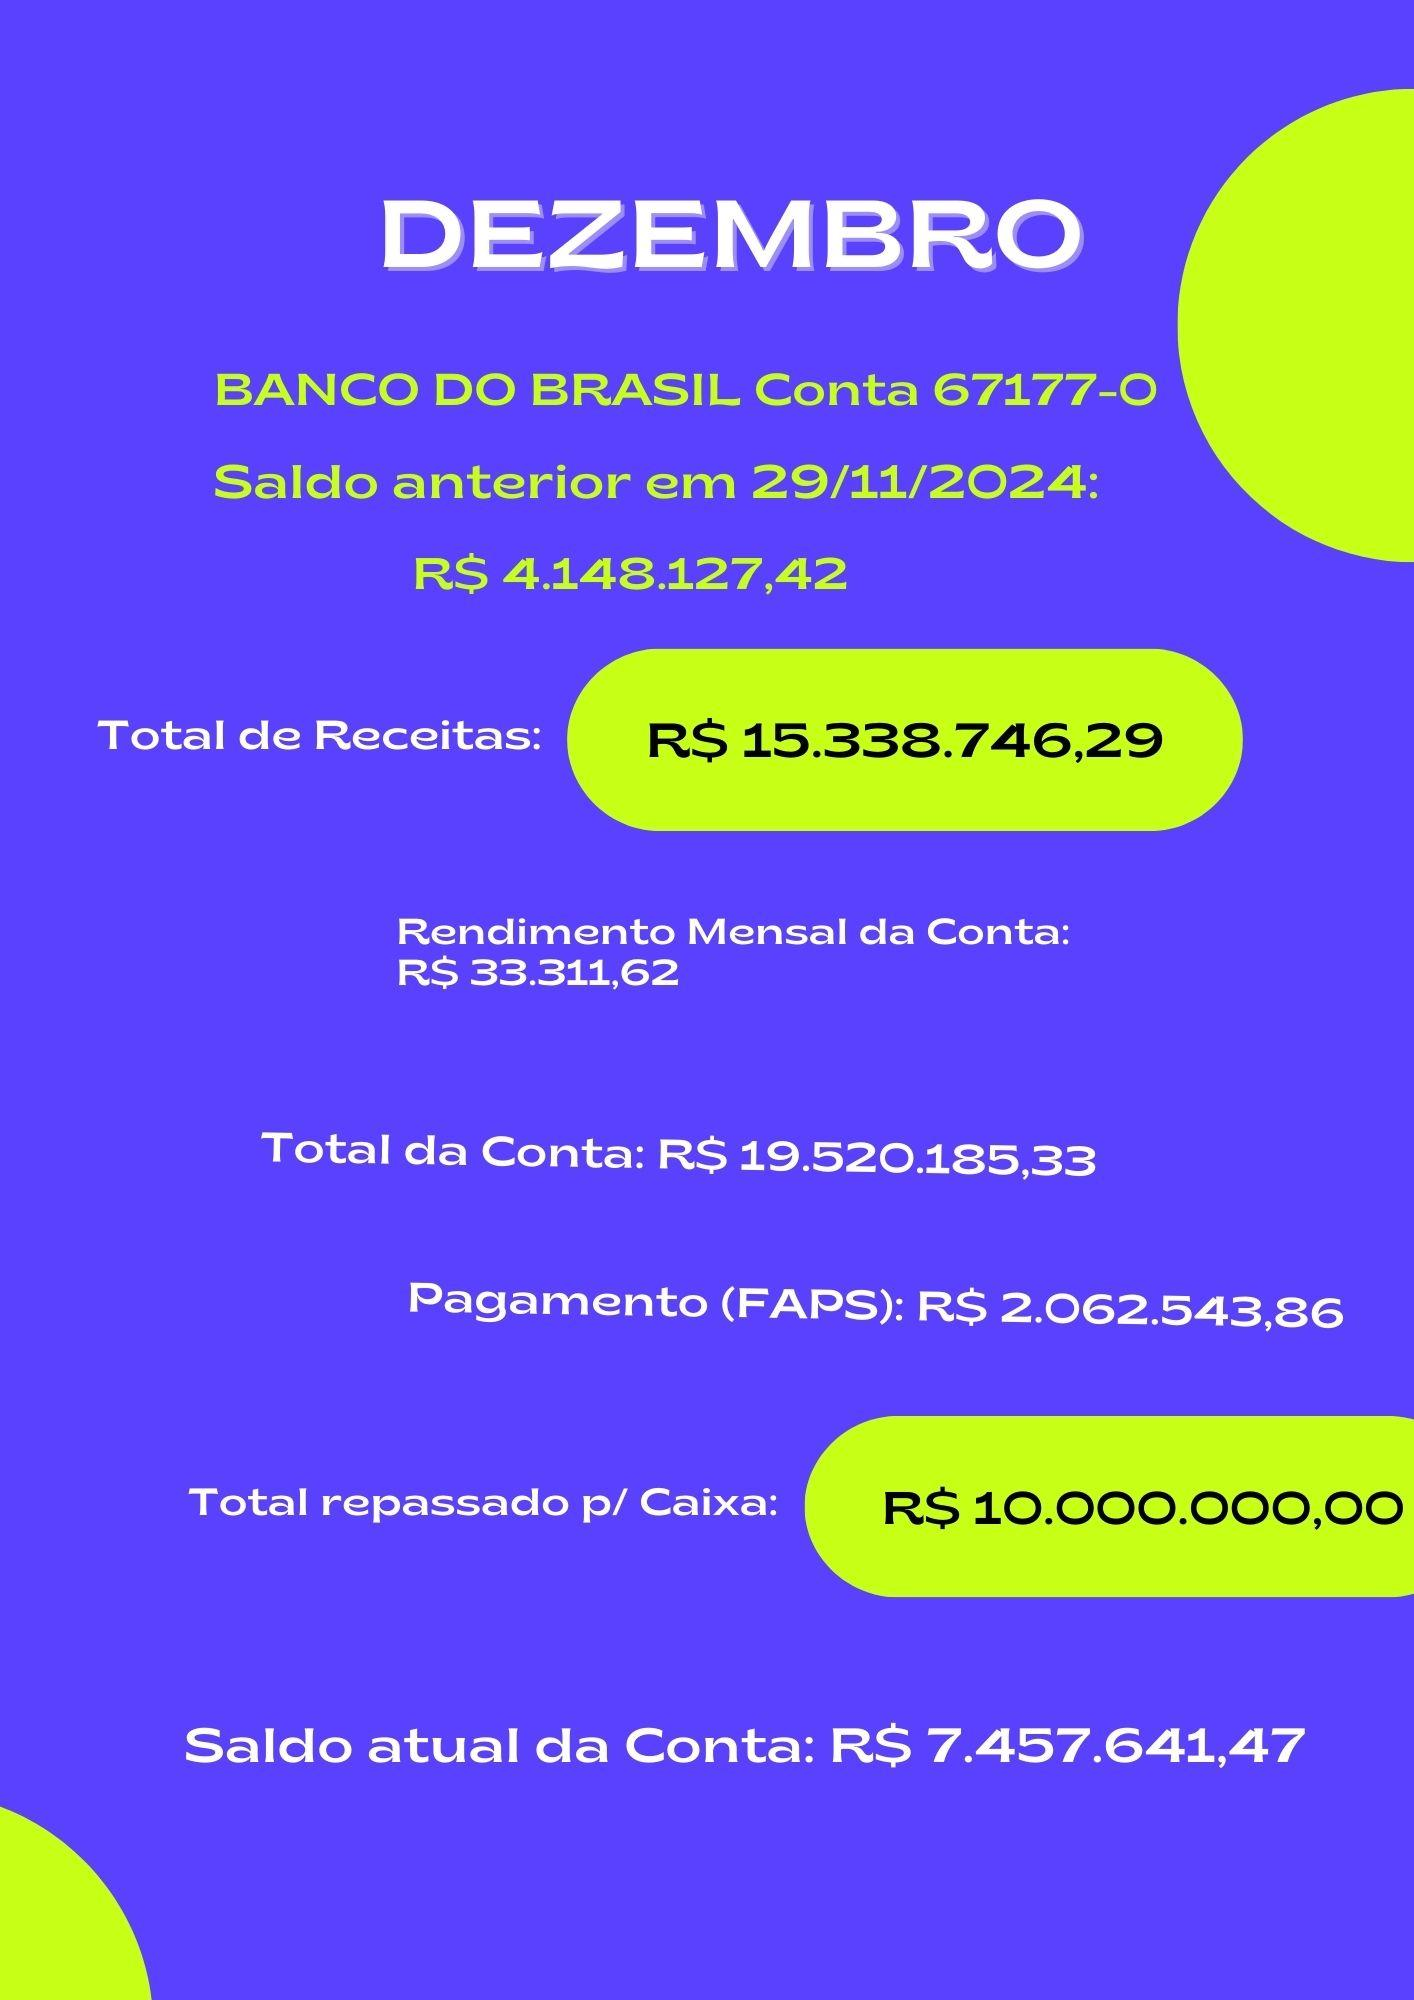 DEZEMBRO
BANCO DO BRASIL Conta 67177-0
Saldo anterior em 29/11/2024:
R$ 4.148.127,42
Total de Receitas: R$ 15.338.746,29
Rendimento Mensal da Conta:
R$ 33.311,62
Total da Conta: R$ 19.520.185,33
Pagamento (FAPS): R$ 2.062.543,86
Total repassado p/ Caixa: R$ 10.000.000,00
Saldo atual da Conta: R$ 7.457.641,47